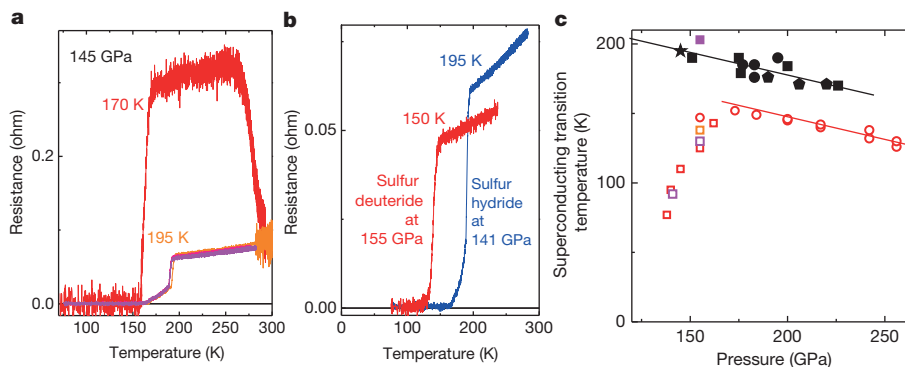 a
145 GPa
170 K
195 K
Resistance (ohm)
0.2
0.0
100
150
200
250
300
Temperature (K)
b
195 K
150 K
Sulfur
deuteride
at
155 GPa
Sulfur
hydride
at
141 GPa
Resistance (ohm)
0.05
0.00
0
100
200
300
Temperature (K)
c
Superconducting transition
temperature (K)
200
100
0
150
200
250
Pressure (GPa)